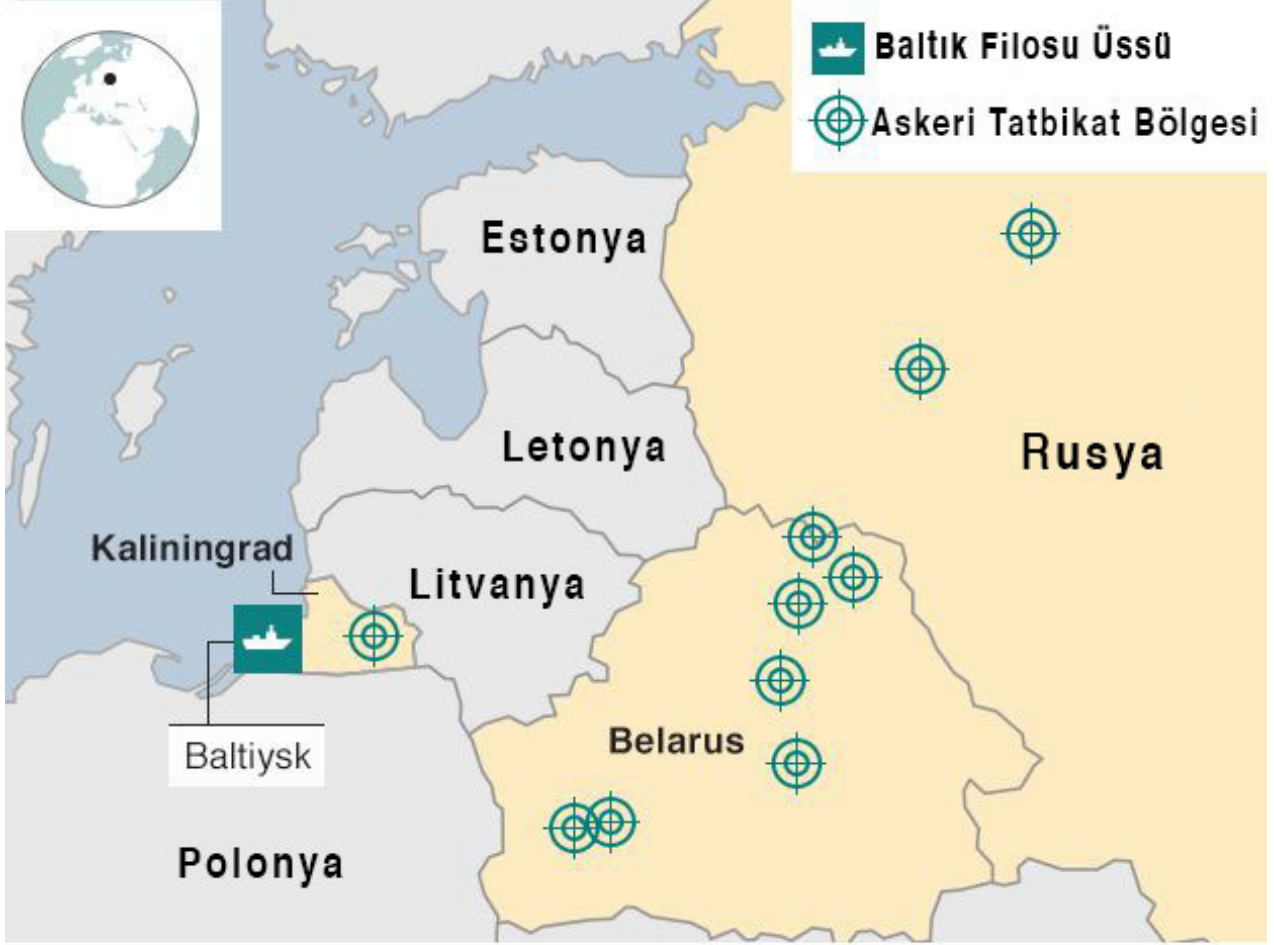 Baltık Filosu Üssü
Askeri Tatbikat Bölgesi
Estonya
Letonya
Rusya
Kaliningrad
Litvanya
Belarus
Baltiysk
Polonya